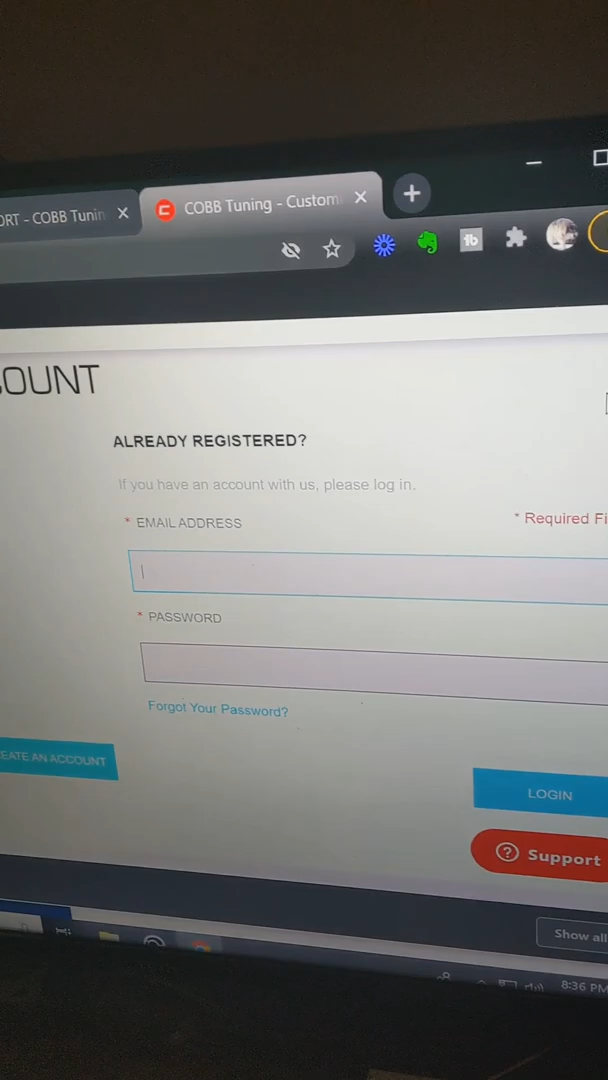 ORT - COBB Tunin
COBB Tuning - Custom
OUNT
ALREADY REGISTERED?
If you have an account with us, please log in.
* EMAIL ADDRESS
* Required Fi
* PASSWORD
Forgot Your Password?
EATE AN ACCOUNT
LOGIN
Support
Show all
8:36 PM